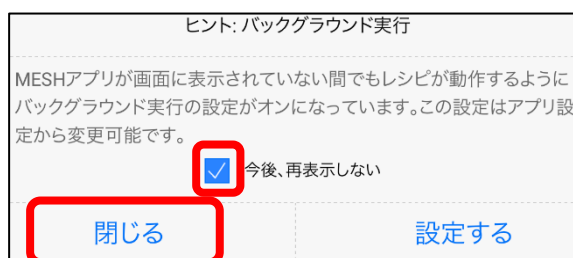 ヒント: バックグラウンド実行
MESHアプリが画面に表示されていない間でもレシピが動作するように
バックグラウンド実行の設定がオンになっています。この設定はアプリ設
定から変更可能です。
今後、再表示しない
閉じる 設定する